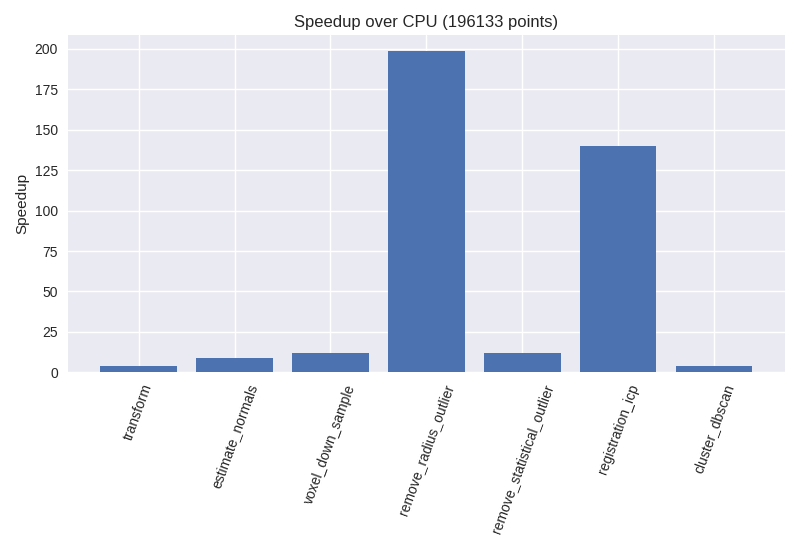 Speedup over CPU (196133 points)
200
175
150
125
100
75
50
25
0
Speedup
transform
estimate_normals
voxel_down_sample
remove_radius_outlier
remove_statistical_outlier
registration_icp
cluster_dbscan